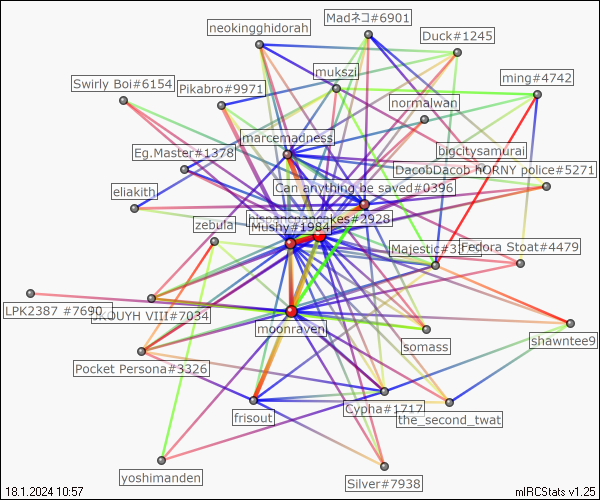 Madネコ#6901
neokingghidorah
Duck#1245
mukszi
ming#4742
Swirly Boi#6154
Pikabro#9971
normalwan
marcemadness
bigcitysamurai
Eg.Master#1378
DacobDacob
HORNY police#5271
Can anything be saved#0396
eliakith
#2928
zebula
Mushy#1984
Majestic#3
Fedora Stoat#4479
LPK2387 #7690
VIII#7034
moonraven
shawntee9
somass
Pocket Persona#3326
Cypha#1717
frisout
the_second_twat
yoshimanden
Silver#7938
18.1.2024 10:57
mIRCStats v1.25